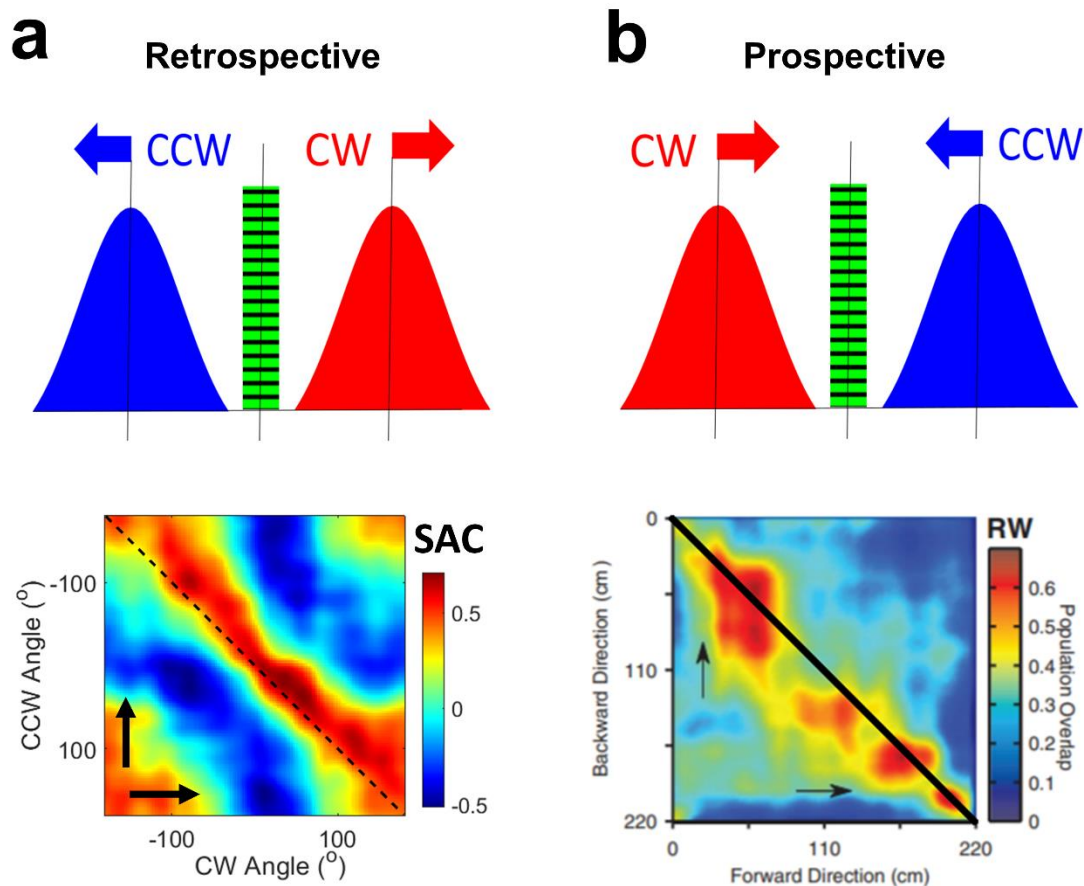 a
Retrospective
CCW
CW
b
Prospective
CW
CCW
SAC
CCW Angle (o)
-100
100
0.5
0
-0.5
-100
100
CW Angle (o)
RW
Backward Direction (cm)
0
110
220
0.6
0.5
0.4
0.3
0.2
0.1
0
Population Overlap
0
110
220
Forward Direction (cm)